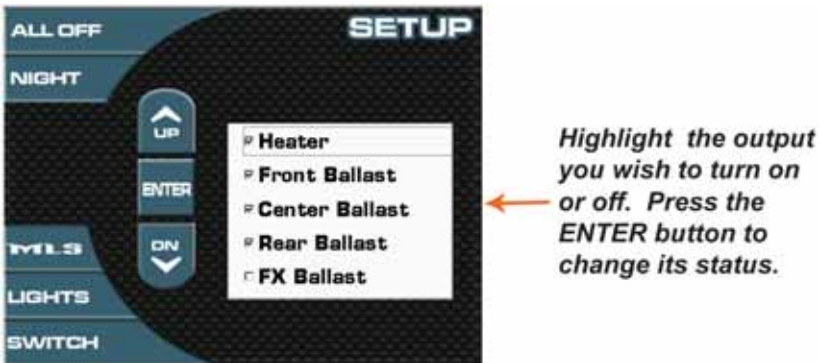 ALL OFF
SETUP
NIGHT
UP
ENTER
DN
Heater
Front Ballast
Center Ballast
Rear Ballast
FX Ballast
MLS
LIGHTS
SWITCH
Highlight the output
you wish to turn on
or off. Press the
ENTER button to
change its status.